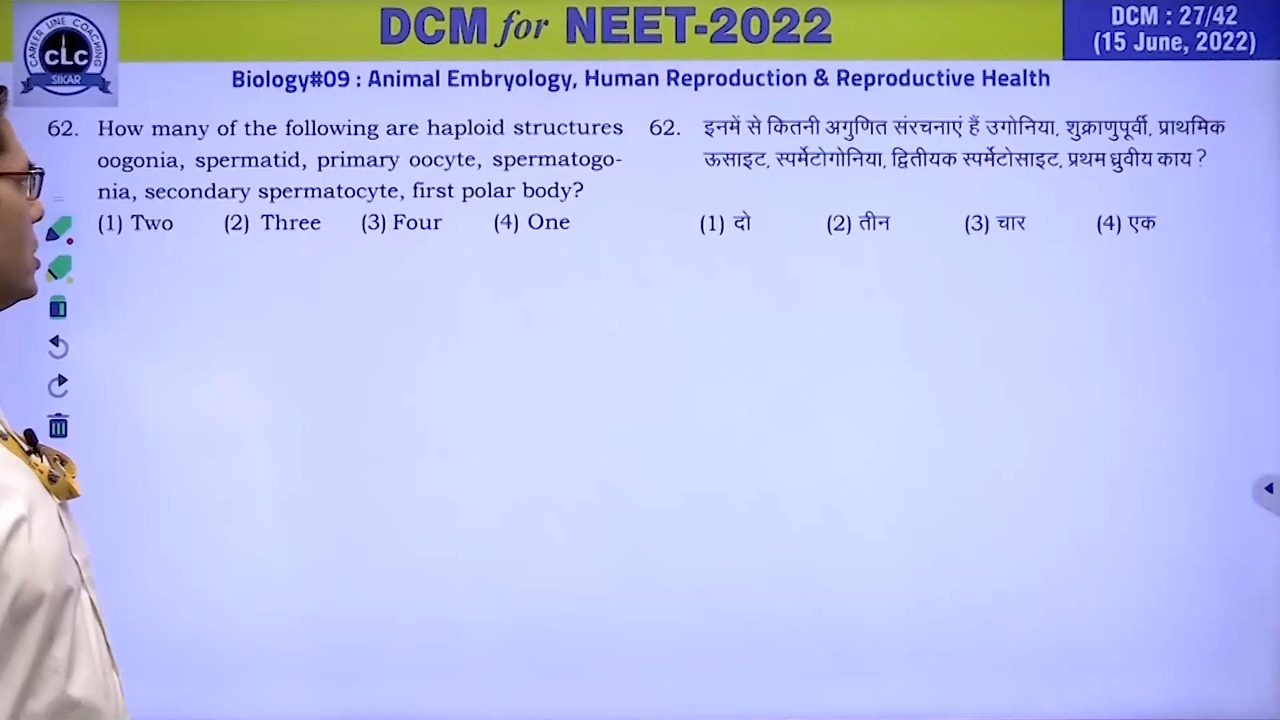 DCM for NEET-2022
DCM : 27/42
(15 June, 2022)
CAREER LINE COACHING
CLC
SIKAR
Biology#09 : Animal Embryology, Human Reproduction & Reproductive Health
62. How many of the following are haploid structures
oogonia, spermatid, primary oocyte, spermatogo-
nia, secondary spermatocyte, first polar body?
(1) Two (2) Three (3) Four (4) One
62. इनमें से कितनी अगुणित संरचनाएं हैं उगोनिया, शुक्राणुपूर्वी, प्राथमिक
ऊसाइट, स्पर्मेटोगोनिया, द्वितीयक स्पर्मेटोसाइट, प्रथम ध्रुवीय काय ?
(1) दो (2) तीन (3) चार (4) एक